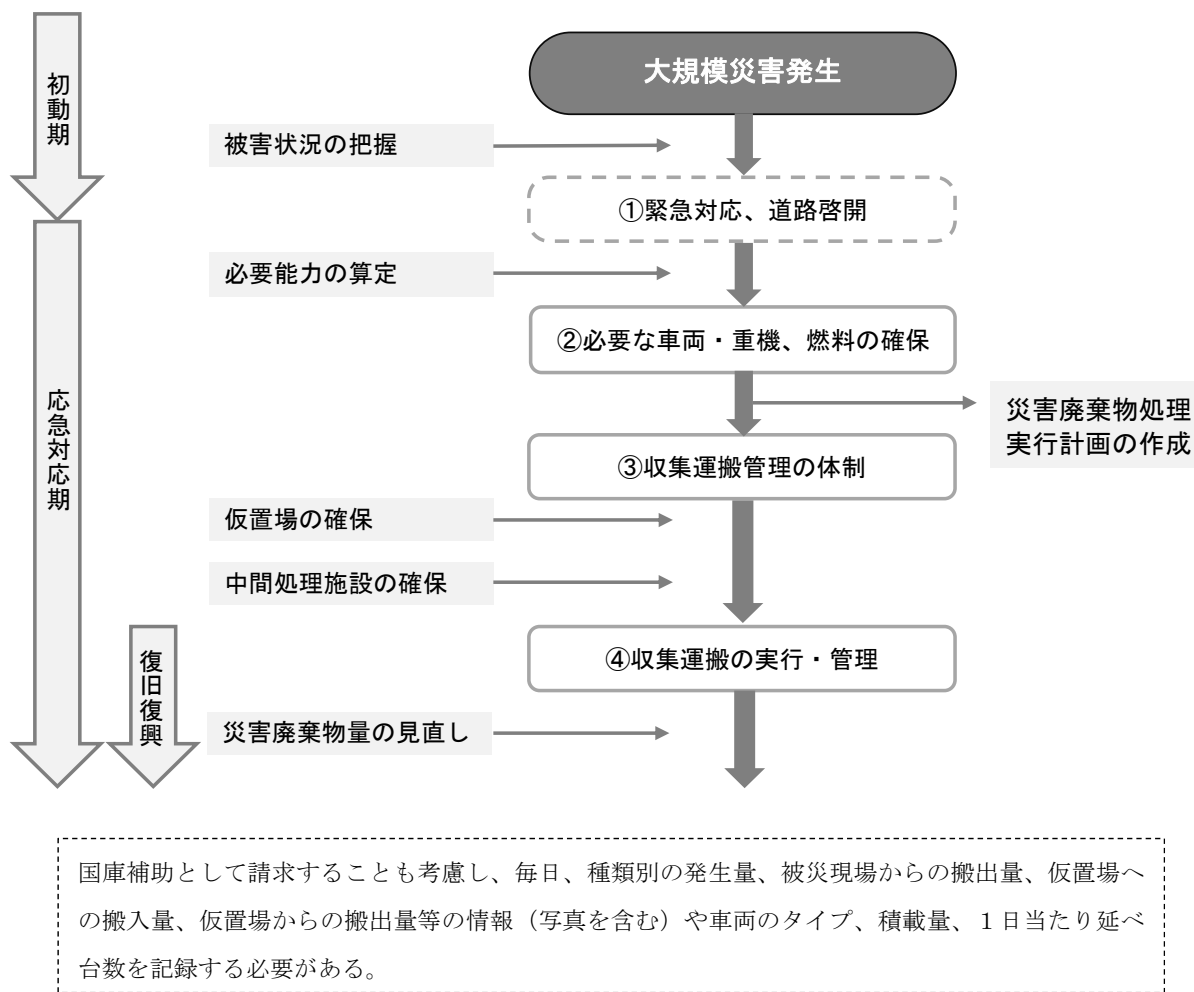 初動期
大規模災害発生
被害状況の把握
①緊急対応、道路啓開
応急対応期
必要能力の算定
②必要な車両・重機、燃料の確保
災害廃棄物処理
実行計画の作成
③収集運搬管理の体制
仮置場の確保
中間処理施設の確保
復旧復興
④収集運搬の実行・管理
災害廃棄物量の見直し
国庫補助として請求することも考慮し、毎日、種類別の発生量、被災現場からの搬出量、仮置場へ
の搬入量、仮置場からの搬出量等の情報（写真を含む）や車両のタイプ、積載量、１日当たり延べ
台数を記録する必要がある。